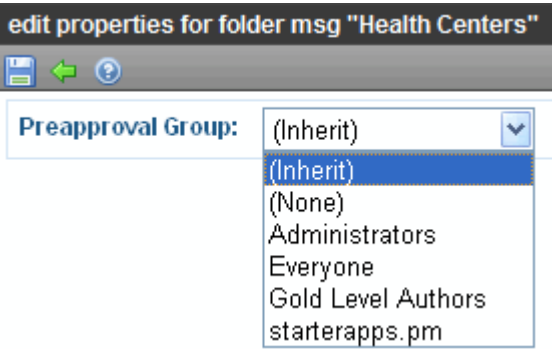 edit properties for folder msg "Health Centers"
Preapproval Group: (Inherit)
(Inherit)
(None)
Administrators
Everyone
Gold Level Authors
starterapps.pm